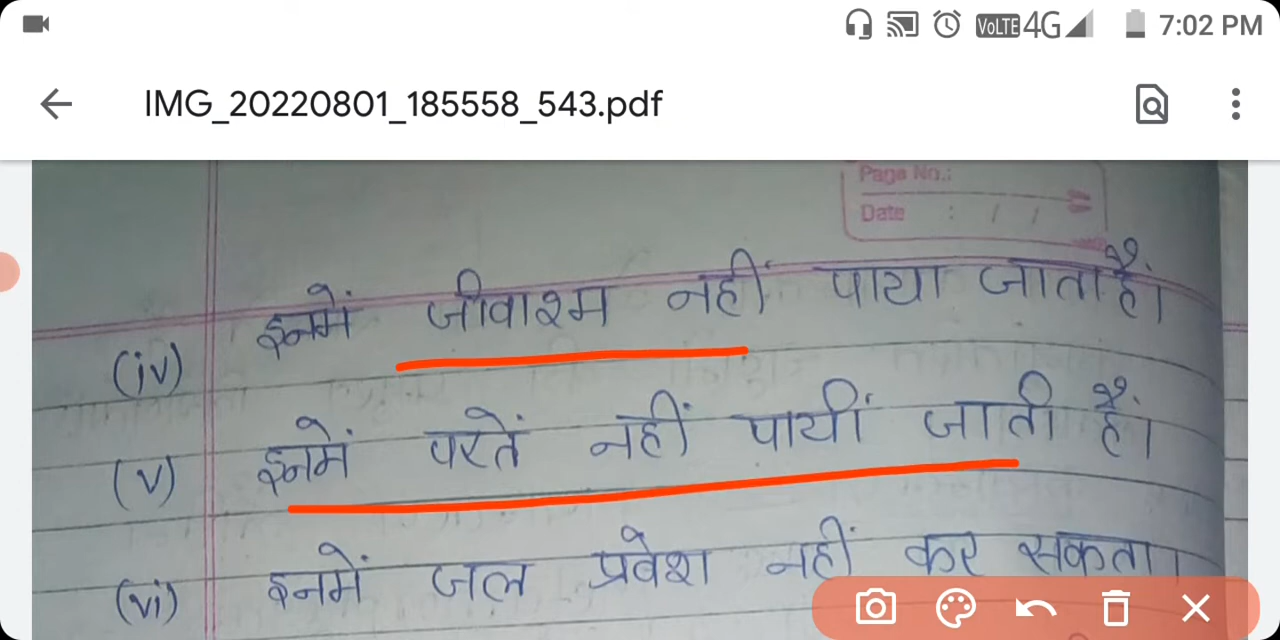 VoLTE 4G 7:02 PM
IMG_20220801_185558_543.pdf
Page No.:
Date : / /
(iv) इनमें जीवाश्म नहीं पाया जाता हैं।
(v) इनमें परतें नहीं पायीं जाती हैं।
(vi) इनमें जल प्रवेश नहीं कर सकता।